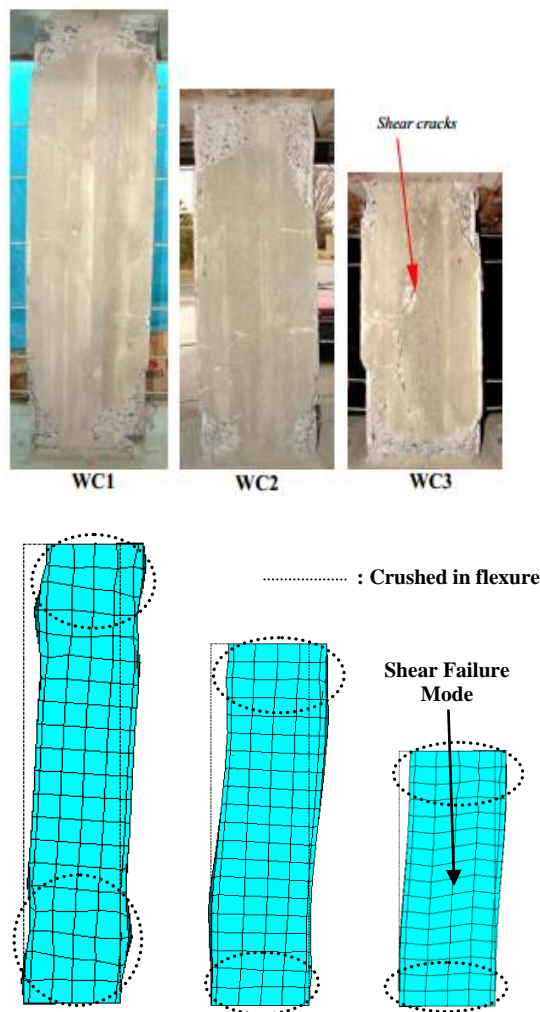 Shear cracks
WC1
WC2
WC3
: Crushed in flexure
Shear Failure
Mode